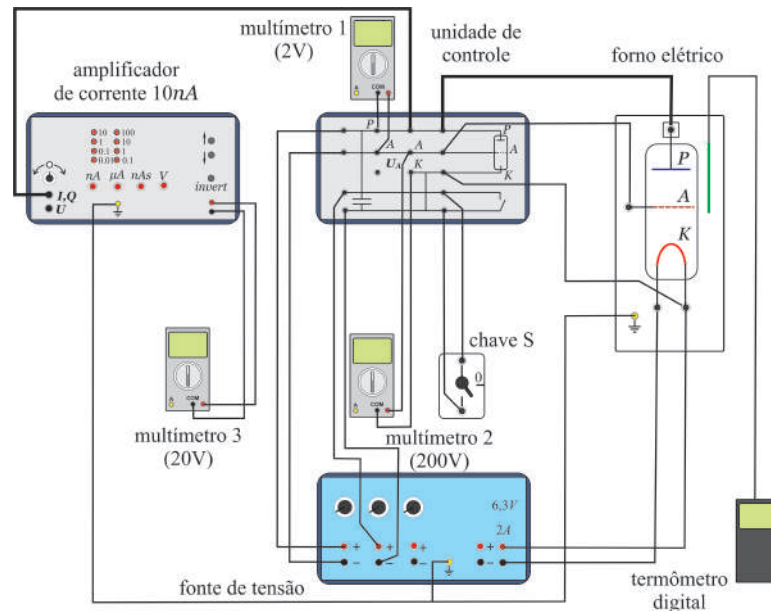 multímetro 1
(2V)
unidade de
controle
forno elétrico
amplificador
de corrente 10nA
A
COM
10
100
1
10
0.1
1
0.01
0.1
nA
μA
nAs
V
I,Q
U
invert
P
A
A
U_A
K
P
A
K
P
A
K
chave S
0
A
COM
multímetro 3
(20V)
A
COM
multímetro 2
(200V)
6,3V
2A
+
+
+
+
+
−
−
−
−
−
fonte de tensão
termômetro
digital